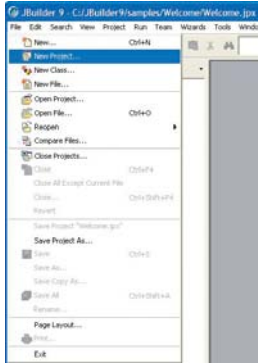 JBuilder 9 - C:/JBuilder9/samples/Welcome/Welcome.jpx
File Edit Search View Project Run Team Wizards Tools Windo
New... Ctrl+N
New Project...
New Class...
New File...
Open Project...
Open File... Ctrl+O
Reopen
Compare Files...
Close Projects...
Close Ctrl+F4
Close All Except Current File
Close... Ctrl+Shift+F4
Revert
Save Project "Welcome.jpx"
Save Project As...
Save Ctrl+S
Save As...
Save Copy As...
Save All Ctrl+Shift+A
Rename...
Page Layout...
Print...
Exit